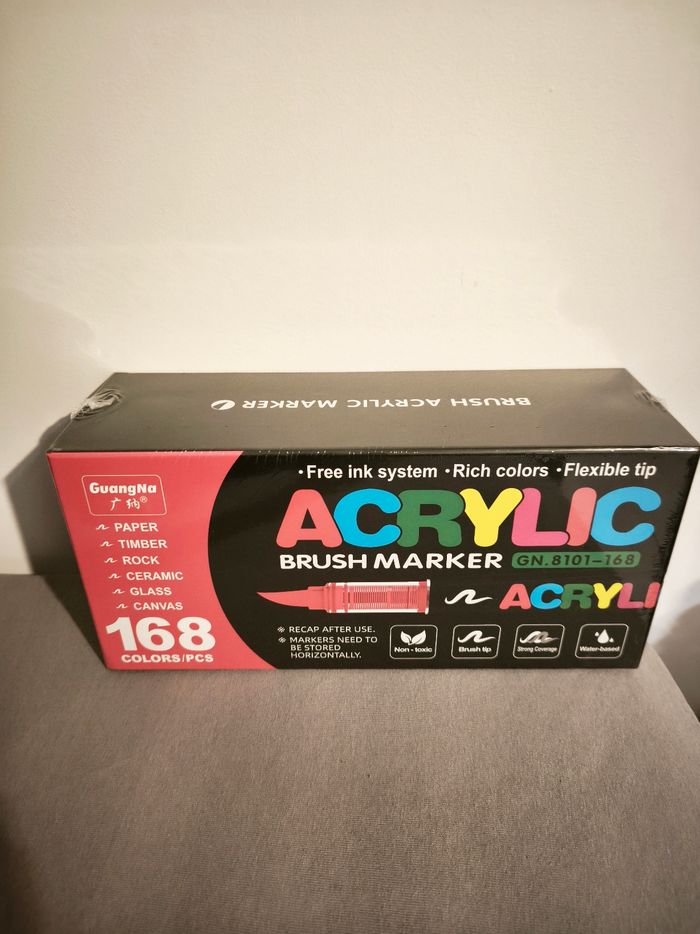 BRUSH ACRYLIC MARKER
•Free ink system •Rich colors •Flexible tip
GuangNa
广纳®
PAPER
TIMBER
ROCK
CERAMIC
GLASS
CANVAS
168
COLORS/PCS
ACRYLIC
BRUSH MARKER GN.8101-168
ACRYLI
※ RECAP AFTER USE.
※ MARKERS NEED TO
BE STORED
HORIZONTALLY.
Non-toxic
Brush tip
Strong Coverage
Water-based